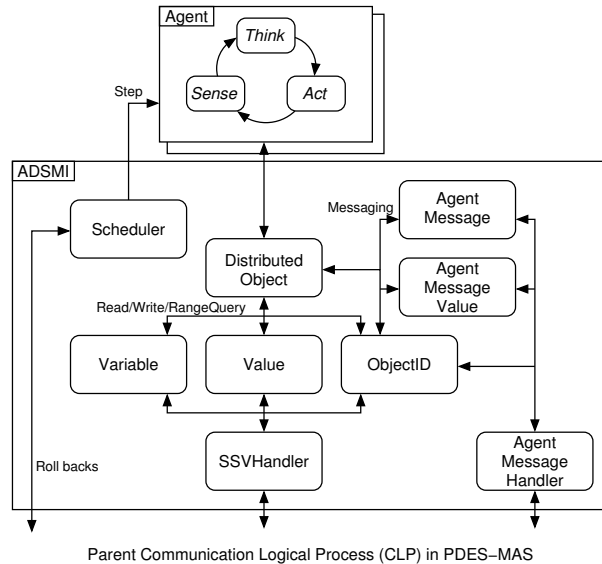 Agent
Think
Sense
Act
Step
ADSMI
Scheduler
Messaging
Agent
Message
Distributed
Object
Agent
Message
Value
Read/Write/RangeQuery
Variable
Value
ObjectID
Roll backs
SSVHandler
Agent
Message
Handler
Parent Communication Logical Process (CLP) in PDES−MAS